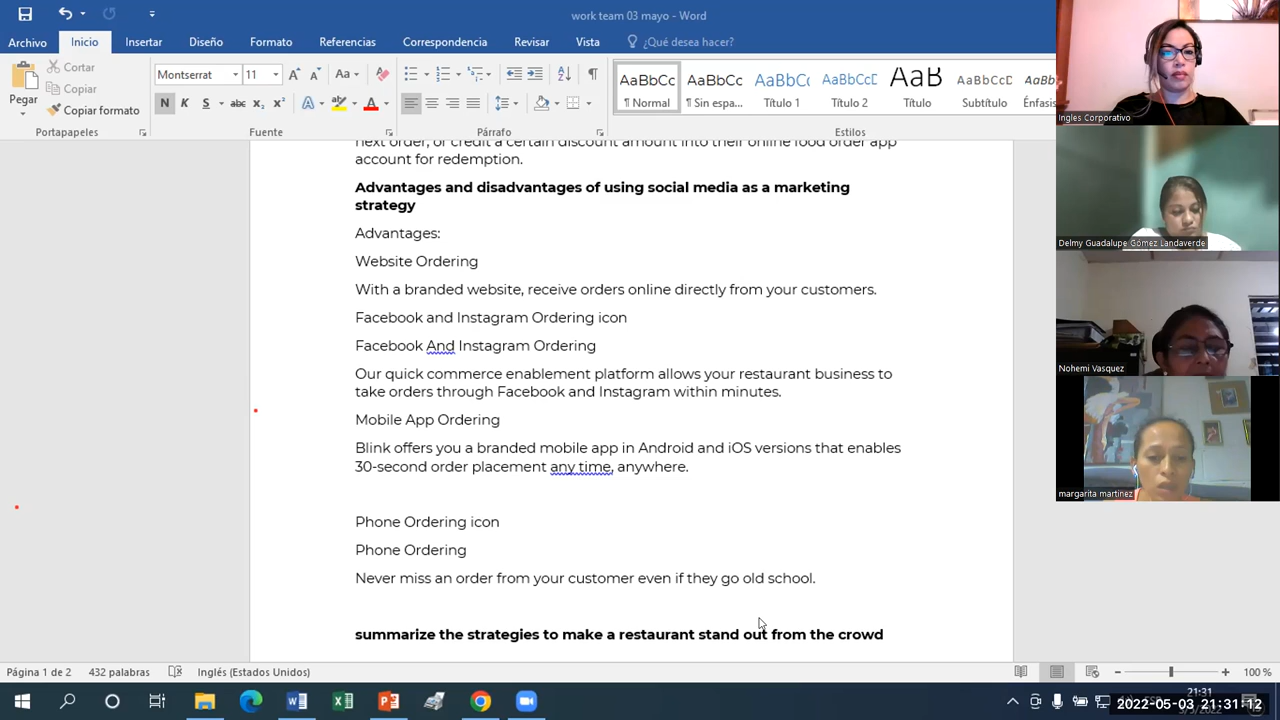 work team 03 mayo - Word
Archivo Inicio Insertar Diseño Formato Referencias Correspondencia Revisar Vista ¿Qué desea hacer?
Pegar
Cortar
Copiar
Copiar formato
Montserrat 11
AaBbCc AaBbCc AaBbCc AaBbCcD AaB AaBbCcD
¶ Normal ¶ Sin espa... Título 1 Título 2 Título Subtítulo Énfasis
Portapapeles Fuente Párrafo Estilos
next order, or credit a certain discount amount into their online food order app
account for redemption.
Advantages and disadvantages of using social media as a marketing
strategy
Advantages:
Website Ordering
With a branded website, receive orders online directly from your customers.
Facebook and Instagram Ordering icon
Facebook And Instagram Ordering
Our quick commerce enablement platform allows your restaurant business to
take orders through Facebook and Instagram within minutes.
Mobile App Ordering
Blink offers you a branded mobile app in Android and iOS versions that enables
30-second order placement any time, anywhere.
Phone Ordering icon
Phone Ordering
Never miss an order from your customer even if they go old school.
summarize the strategies to make a restaurant stand out from the crowd
Ingles Corporativo
Delmy Guadalupe Gomez Landaverde
Nohemi Vasquez
margarita martinez
Página 1 de 2 432 palabras Inglés (Estados Unidos) 100 %
21:31
2022-05-03 21:31:12